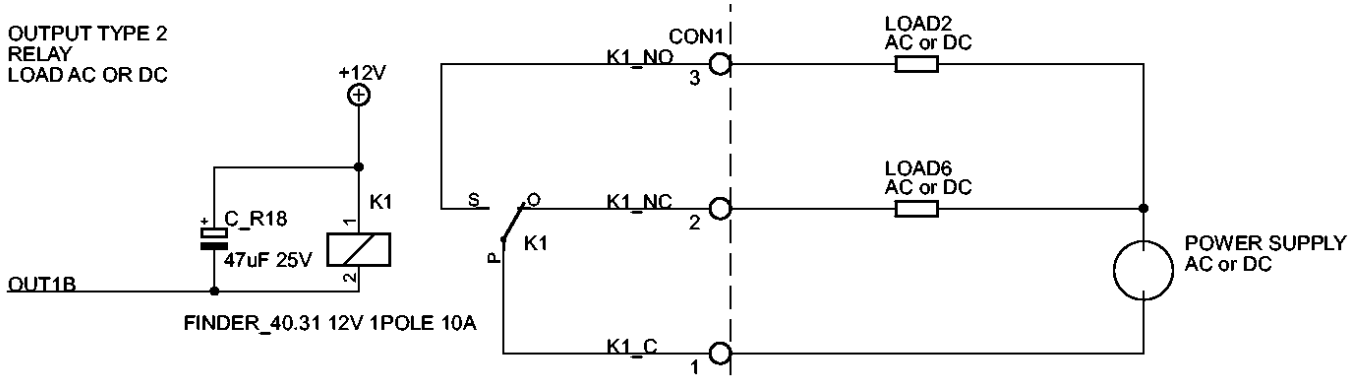 OUTPUT TYPE 2
RELAY
LOAD AC OR DC
+12V
CON1
LOAD2
AC or DC
K1_NO
3
LOAD6
AC or DC
K1
S
O
K1_NC
2
+
C_R18
1
K1
P
47uF 25V
2
POWER SUPPLY
AC or DC
OUT1B
FINDER_40.31 12V 1POLE 10A
K1_C
1